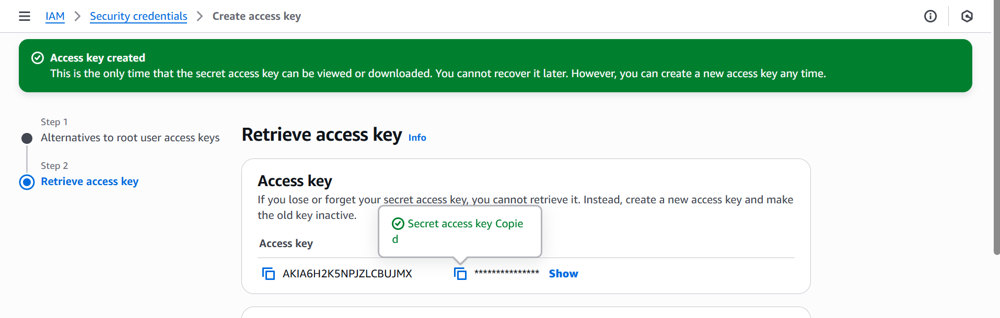 IAM > Security credentials > Create access key
Access key created
This is the only time that the secret access key can be viewed or downloaded. You cannot recover it later. However, you can create a new access key any time.
Step 1
Alternatives to root user access keys
Step 2
Retrieve access key
Retrieve access key Info
Access key
If you lose or forget your secret access key, you cannot retrieve it. Instead, create a new access key and make
the old key inactive.
Secret access key Copie
d
Access key
AKIA6H2K5NPJZLCBUJMX *************** Show